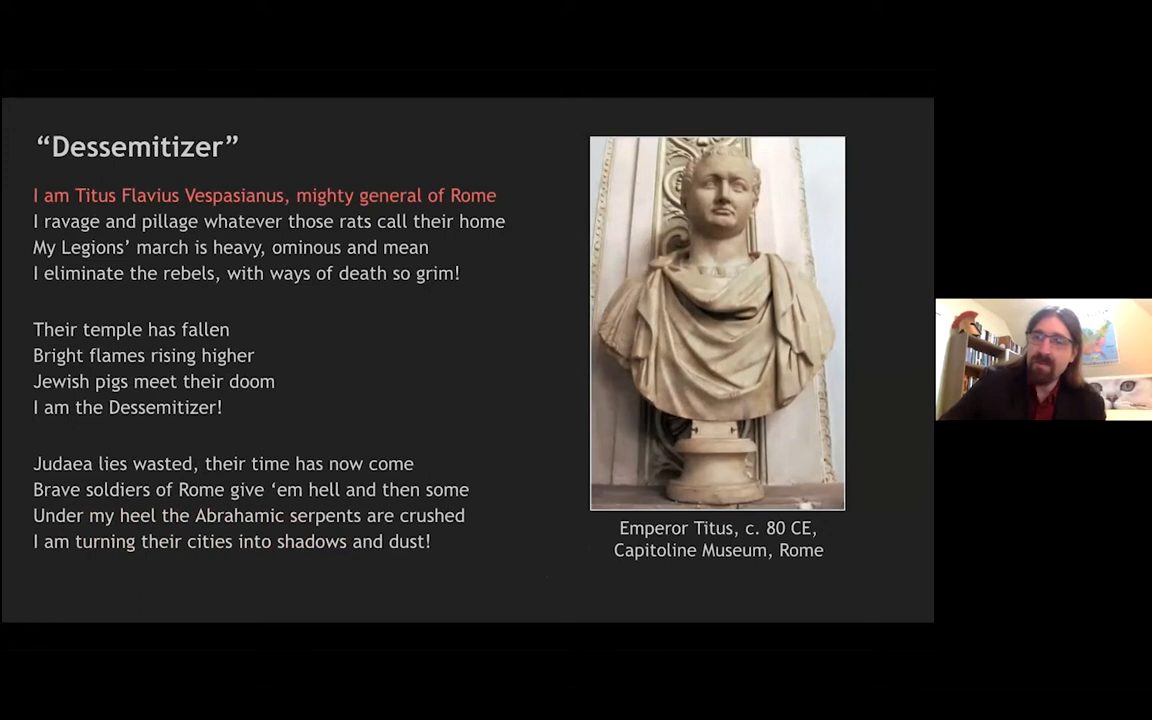 “Dessemitizer”
I am Titus Flavius Vespasianus, mighty general of Rome
I ravage and pillage whatever those rats call their home
My Legions’ march is heavy, ominous and mean
I eliminate the rebels, with ways of death so grim!
Their temple has fallen
Bright flames rising higher
Jewish pigs meet their doom
I am the Dessemitizer!
Judaea lies wasted, their time has now come
Brave soldiers of Rome give ‘em hell and then some
Under my heel the Abrahamic serpents are crushed
I am turning their cities into shadows and dust!
Emperor Titus, c. 80 CE,
Capitoline Museum, Rome